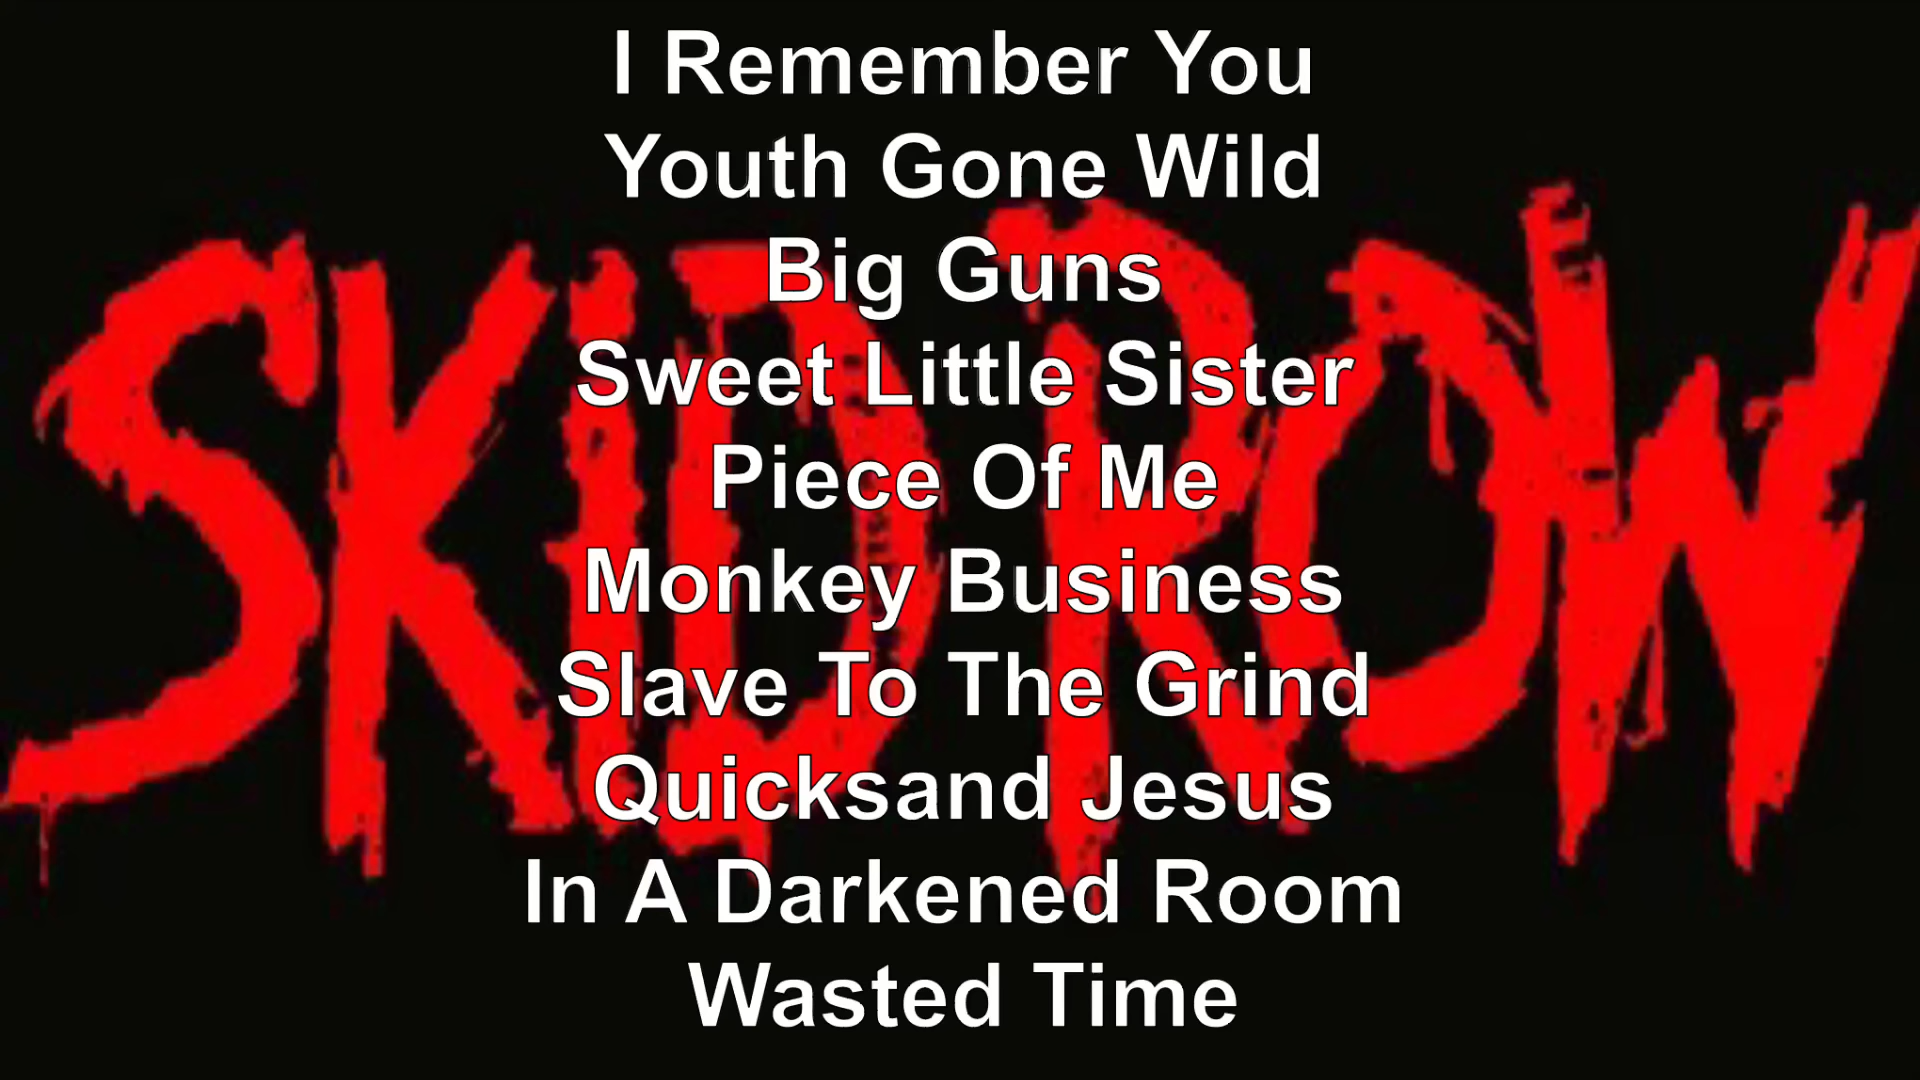 I Remember You
Youth Gone Wild
Big Guns
Sweet Little Sister
Piece Of Me
Monkey Business
Slave To The Grind
Quicksand Jesus
In A Darkened Room
Wasted Time
SKID ROW